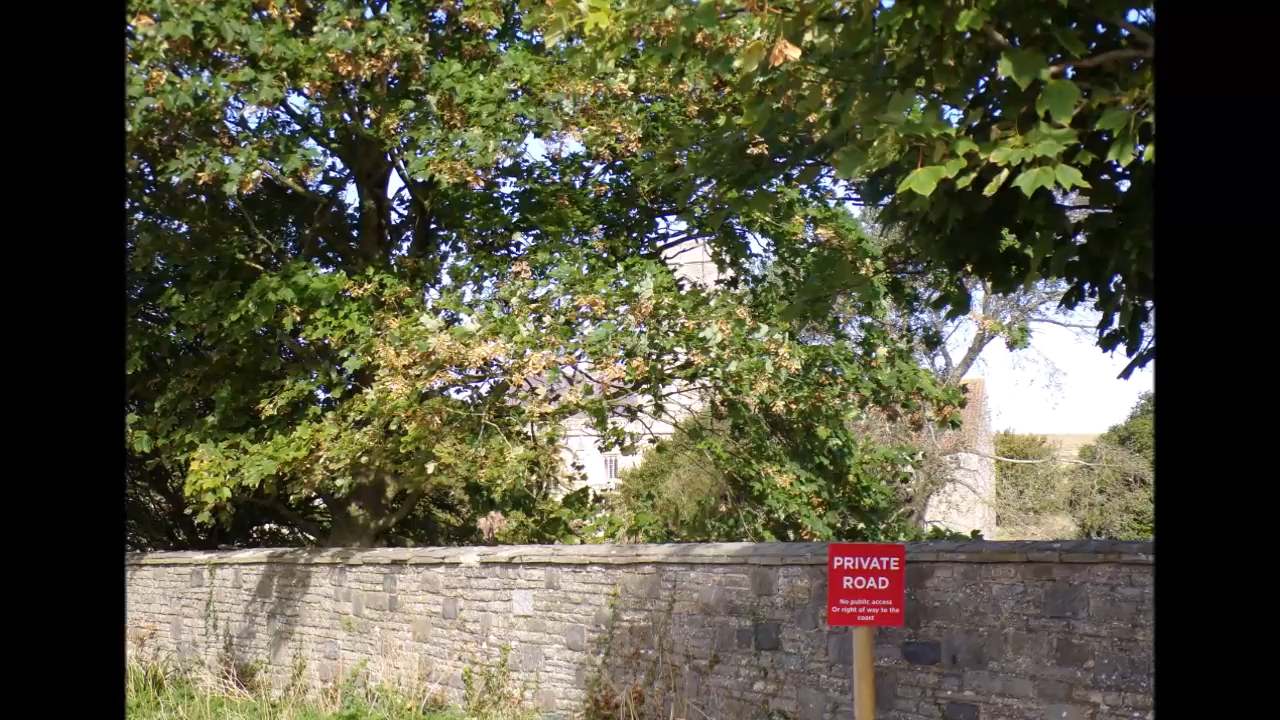 PRIVATE
ROAD
No public access
Or right of way to the
coast